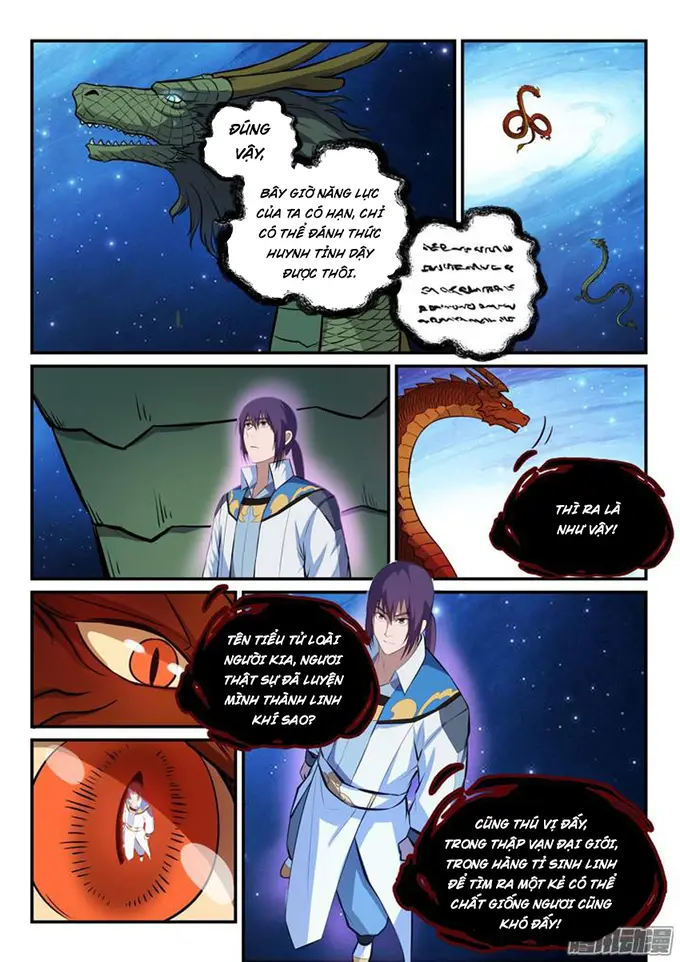 ĐÚNG
VẬY,
BÂY GIỜ NĂNG LỰC
CỦA TA CÓ HẠN, CHỈ
CÓ THỂ ĐÁNH THỨC
HUYNH TỈNH DẬY
ĐƯỢC THÔI.
THÌ RA LÀ
NHƯ VẬY!
TÊN TIỂU TỬ LOÀI
NGƯỜI KIA, NGƯƠI
THẬT SỰ ĐÃ LUYỆN
MÌNH THÀNH LINH
KHÍ SAO?
CŨNG THÚ VỊ ĐẤY,
TRONG THẬP VẠN ĐẠI GIỚI,
TRONG HÀNG TỈ SINH LINH
ĐỂ TÌM RA MỘT KẺ CÓ THỂ
CHẤT GIỐNG NGƯƠI CŨNG
KHÓ ĐẤY!